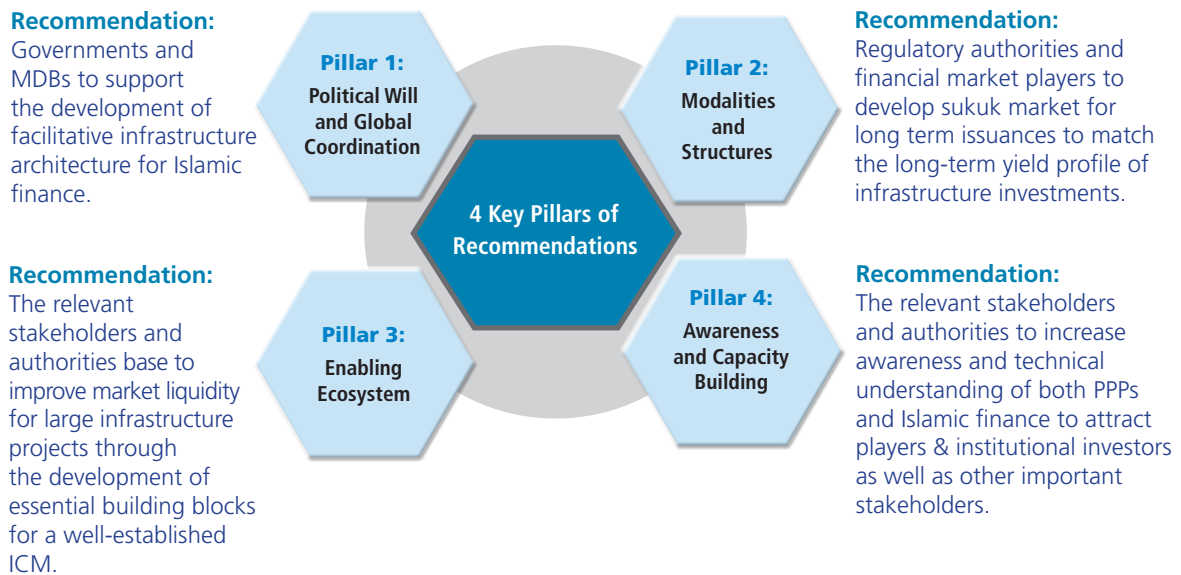 Recommendation:
Governments and
MDBs to support
the development of
facilitative infrastructure
architecture for Islamic
finance.
Pillar 1:
Political Will
and Global
Coordination
Pillar 2:
Modalities
and
Structures
Recommendation:
Regulatory authorities and
financial market players to
develop sukuk market for
long term issuances to match
the long-term yield profile of
infrastructure investments.
4 Key Pillars of
Recommendations
Recommendation:
The relevant
stakeholders and
authorities base to
improve market liquidity
for large infrastructure
projects through
the development of
essential building blocks
for a well-established
ICM.
Pillar 3:
Enabling
Ecosystem
Pillar 4:
Awareness
and Capacity
Building
Recommendation:
The relevant stakeholders
and authorities to increase
awareness and technical
understanding of both PPPs
and Islamic finance to attract
players & institutional investors
as well as other important
stakeholders.